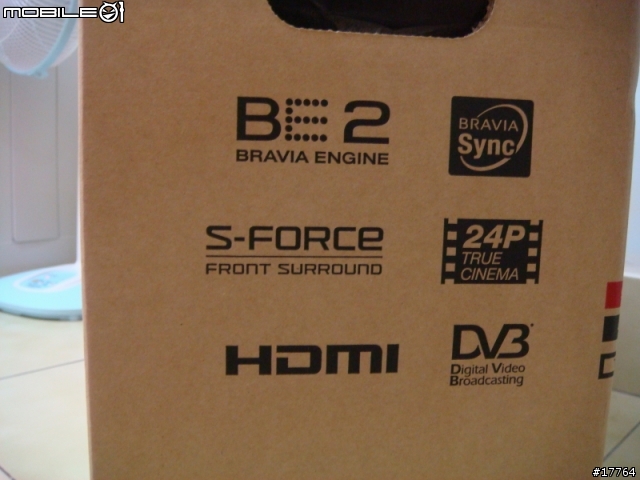 MOBILE01
BE 2
BRAVIA ENGINE
BRAVIA
Sync
S-FORCE
FRONT SURROUND
24P
TRUE
CINEMA
HDMI
DVB
Digital Video
Broadcasting
#17764